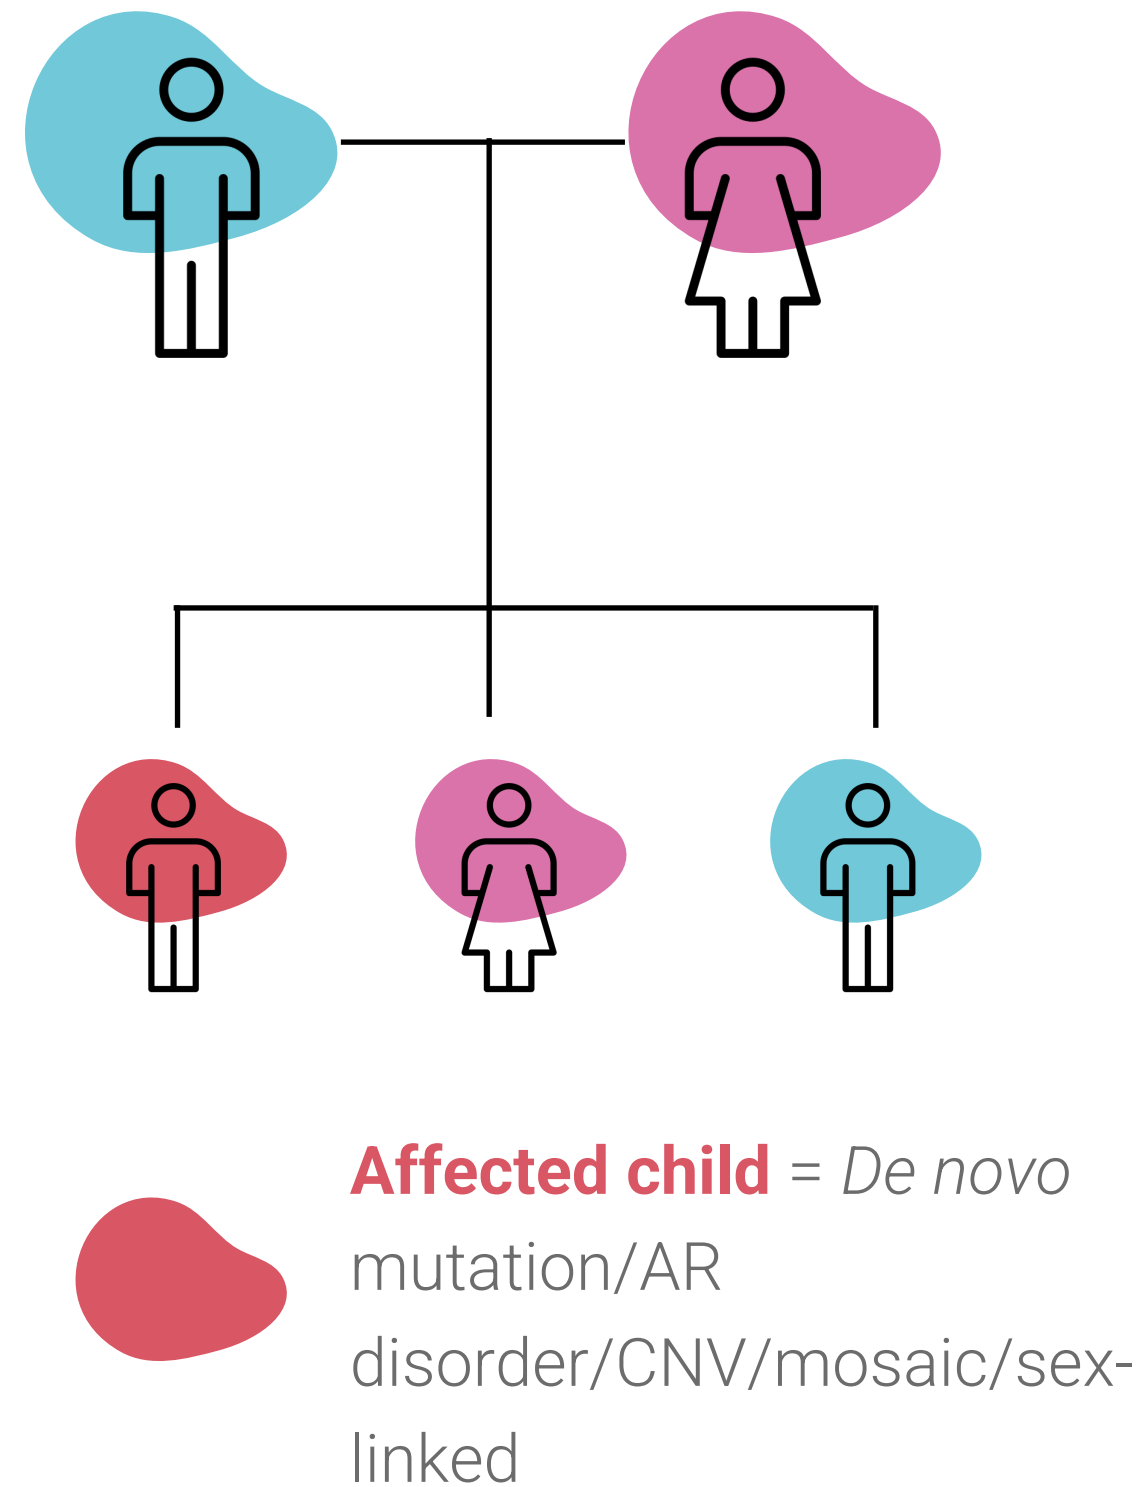 Affected child = De novo
mutation/AR
disorder/CNV/mosaic/sex-
linked